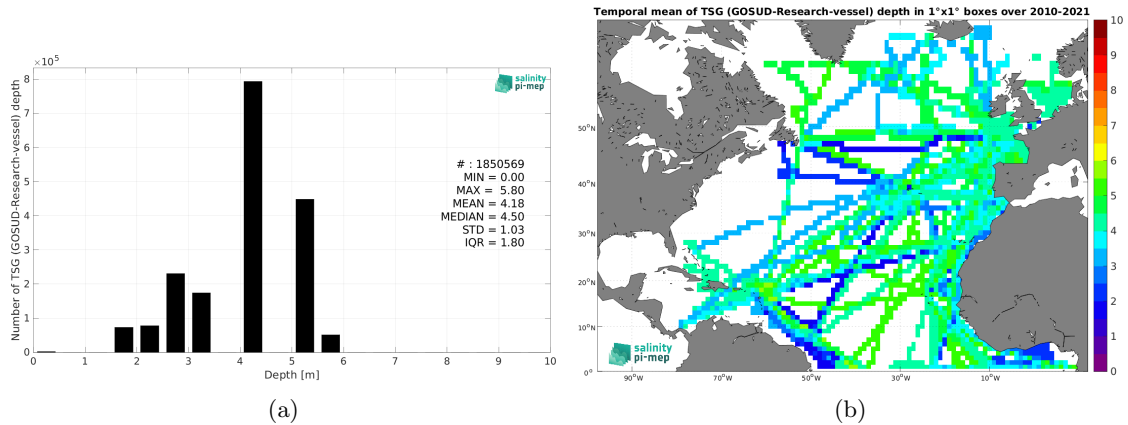 Number of TSG (GOSUD-Research-vessel) depth
×10⁵
8
7
6
5
4
3
2
1
0
salinity
pi-mep
# : 1850569
MIN = 0.00
MAX = 5.80
MEAN = 4.18
MEDIAN = 4.50
STD = 1.03
IQR = 1.80
0 1 2 3 4 5 6 7 8 9 10
Depth [m]
(a)
Temporal mean of TSG (GOSUD-Research-vessel) depth in 1°x1° boxes over 2010-2021
50°N
40°N
30°N
20°N
10°N
0°
90°W 70°W 50°W 30°W 10°W
salinity
pi-mep
10
9
8
7
6
5
4
3
2
1
0
(b)